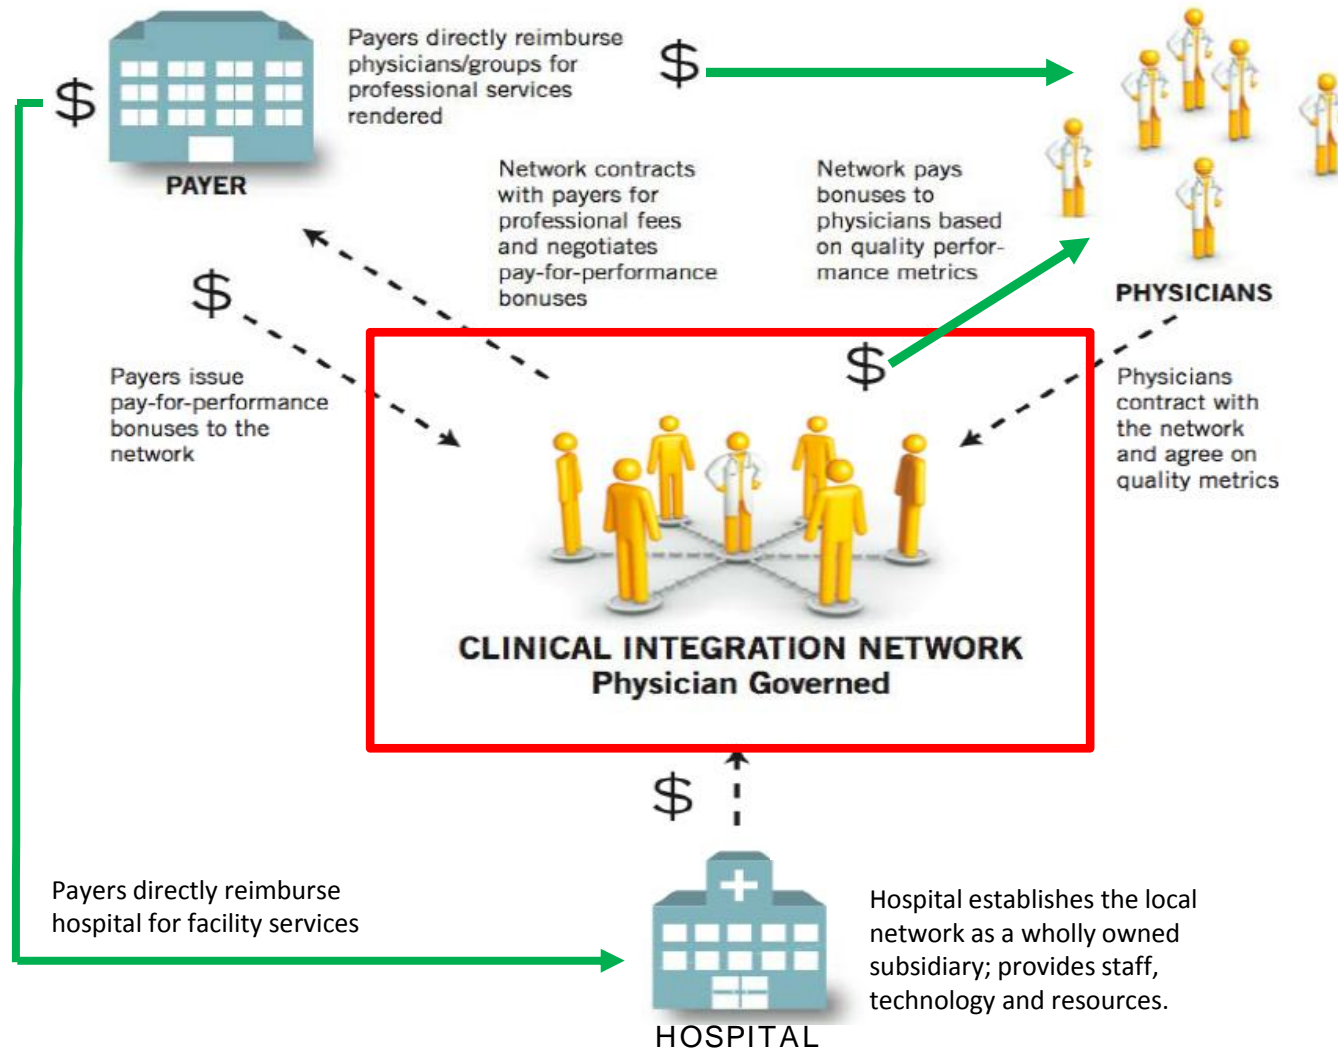 $
Payers directly reimburse
physicians/groups for
professional services
rendered
$
PAYER
Network contracts
with payers for
professional fees
and negotiates
pay-for-performance
bonuses
Network pays
bonuses to
physicians based
on quality perfor-
mance metrics
PHYSICIANS
$
Payers issue
pay-for-performance
bonuses to the
network
$
Physicians
contract with
the network
and agree on
quality metrics
CLINICAL INTEGRATION NETWORK
Physician Governed
$
Payers directly reimburse
hospital for facility services
Hospital establishes the local
network as a wholly owned
subsidiary; provides staff,
technology and resources.
HOSPITAL